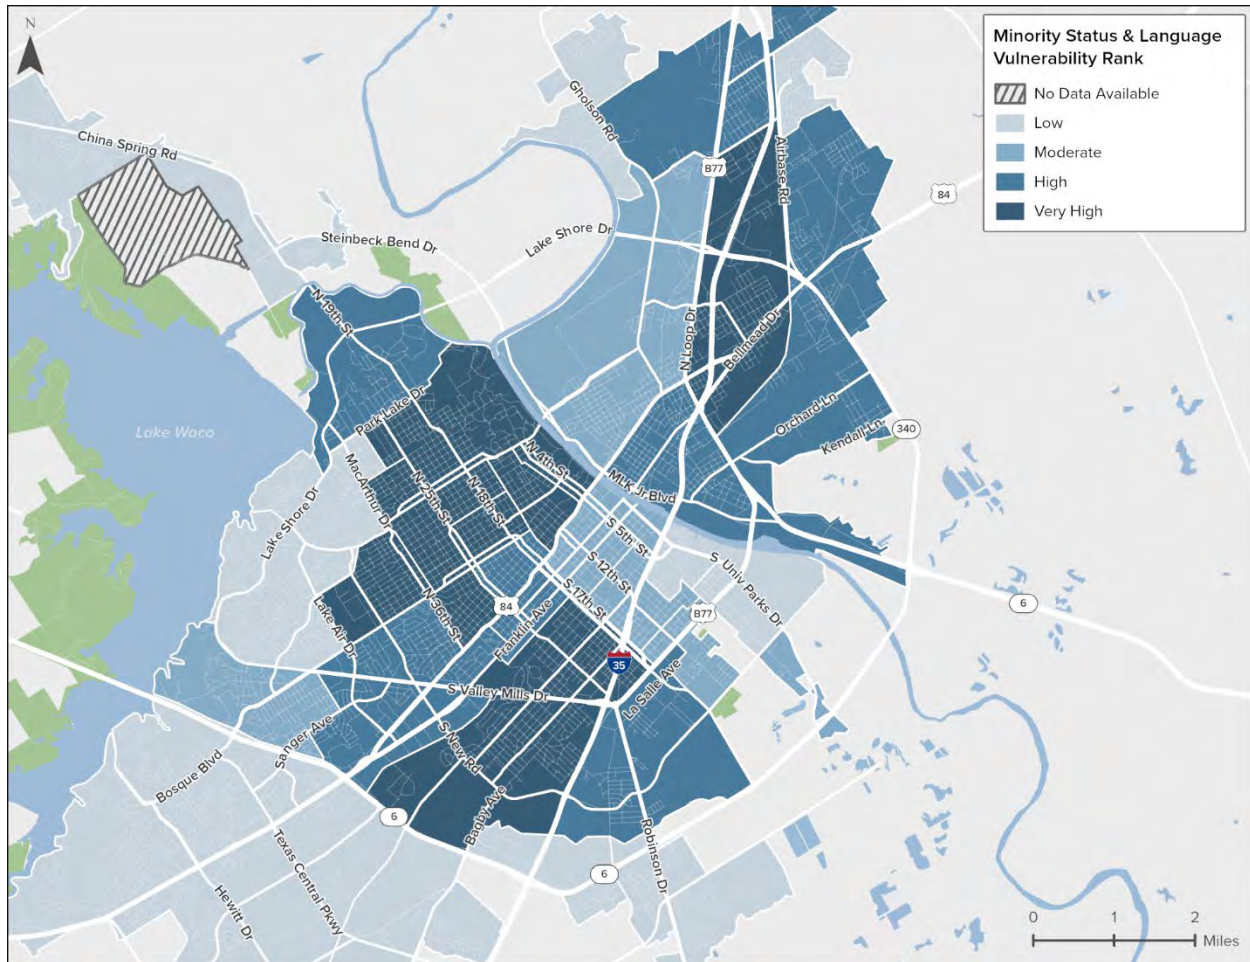 N
Minority Status & Language
Vulnerability Rank
No Data Available
Low
Moderate
High
Very High
China Spring Rd
Gholson Rd
B77
Airbase Rd
84
Steinbeck Bend Dr
Lake Shore Dr
N 19th St
N Loop Dr
Bellmead Dr
Park Lake Dr
Orchard Ln
Kendall Ln
340
Lake Waco
MacArthur Dr
N 25th St
N 18th St
N 4th St
MLK Jr Blvd
Lake Shore Dr
S 5th St
S 12th St
S 17th St
S Univ Parks Dr
Lake Air Dr
N 36th St
84
Franklin Ave
B77
6
35
La Salle Ave
S Valley Mills Dr
Sanger Ave
Bosque Blvd
S New Rd
Bagby Ave
6
Texas Central Pkwy
Hewitt Dr
6
Robinson Dr
0 1 2
Miles